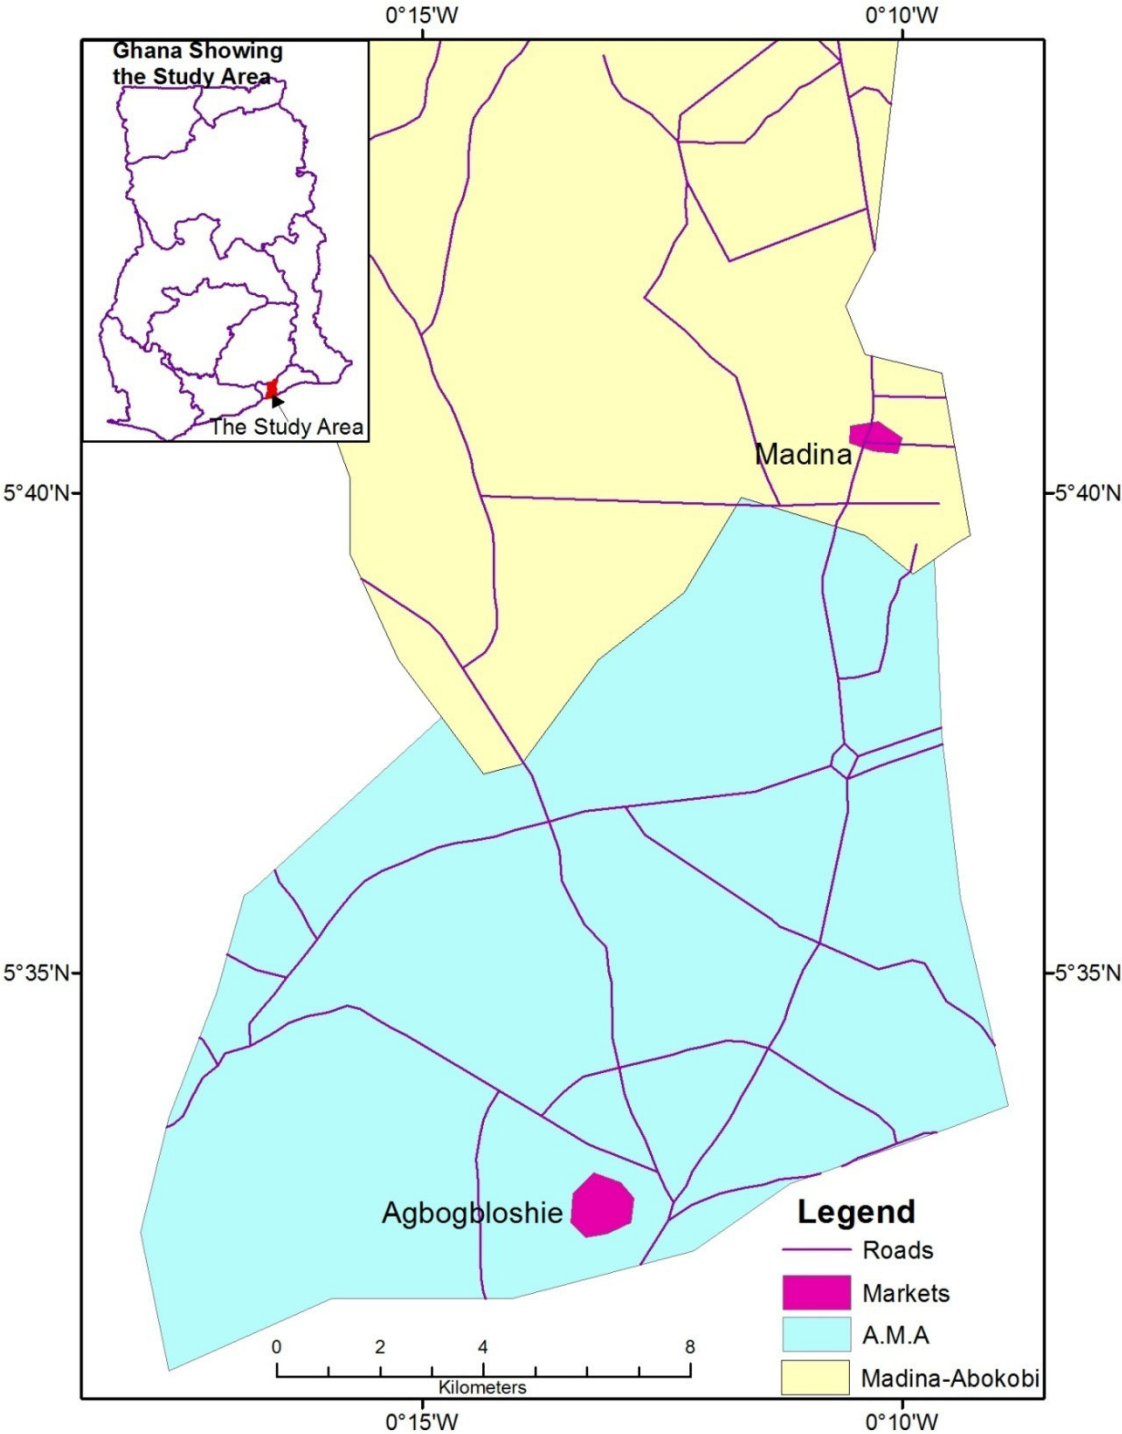 0°15'W 0°10'W
Ghana Showing
the Study Area
The Study Area
Madina
5°40'N 5°40'N
5°35'N 5°35'N
Agbogbloshie
Legend
Roads
Markets
A.M.A
Madina-Abokobi
0 2 4 8
Kilometers
0°15'W 0°10'W